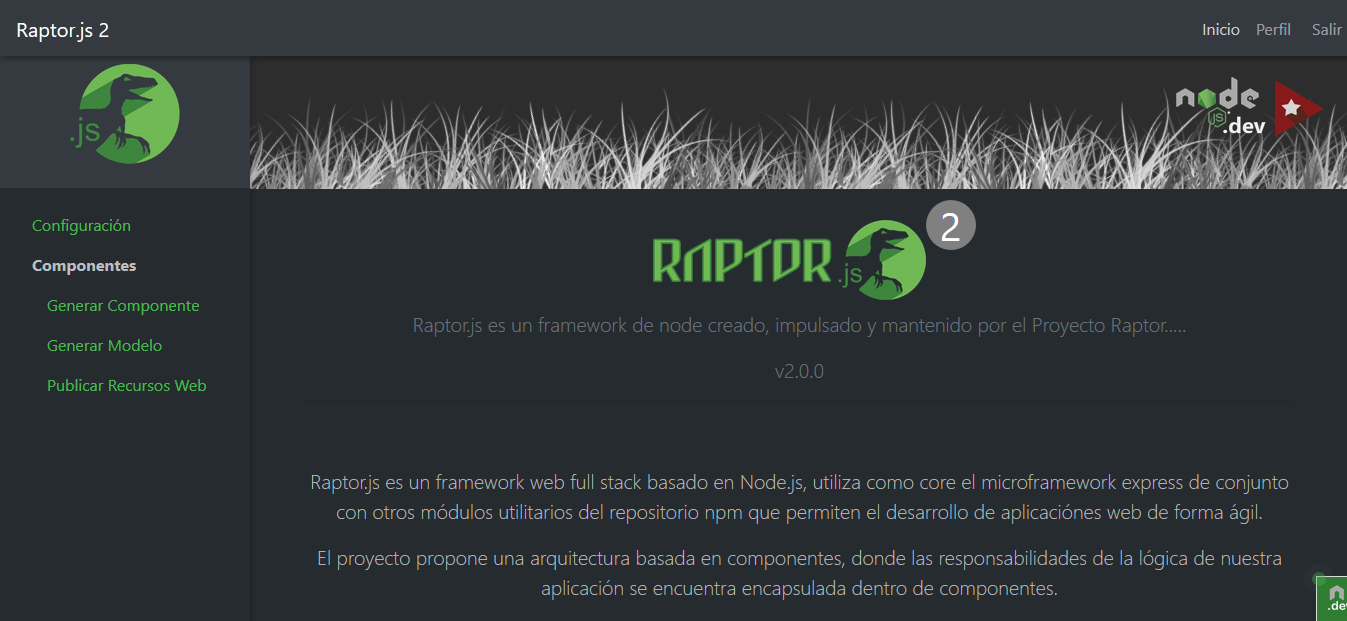 Raptor.js 2
Inicio Perfil Salir
.js
node
JS
.dev
Configuración
Componentes
Generar Componente
Generar Modelo
Publicar Recursos Web
RAPTOR.js
2
Raptor.js es un framework de node creado, impulsado y mantenido por el Proyecto Raptor.....
v2.0.0
Raptor.js es un framework web full stack basado en Node.js, utiliza como core el microframework express de conjunto
con otros módulos utilitarios del repositorio npm que permiten el desarrollo de aplicaciónes web de forma ágil.
El proyecto propone una arquitectura basada en componentes, donde las responsabilidades de la lógica de nuestra
aplicación se encuentra encapsulada dentro de componentes.